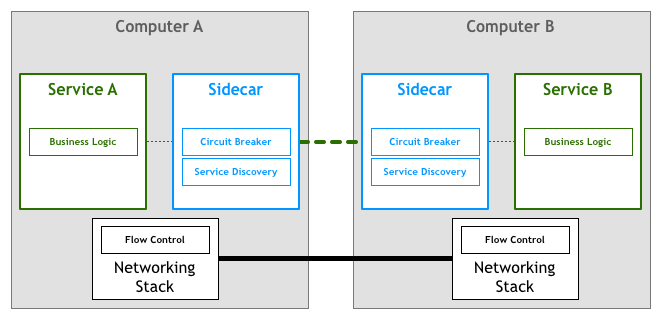 Computer A
Computer B
Service A
Sidecar
Sidecar
Service B
Business Logic
Circuit Breaker
Circuit Breaker
Business Logic
Service Discovery
Service Discovery
Flow Control
Networking
Stack
Flow Control
Networking
Stack